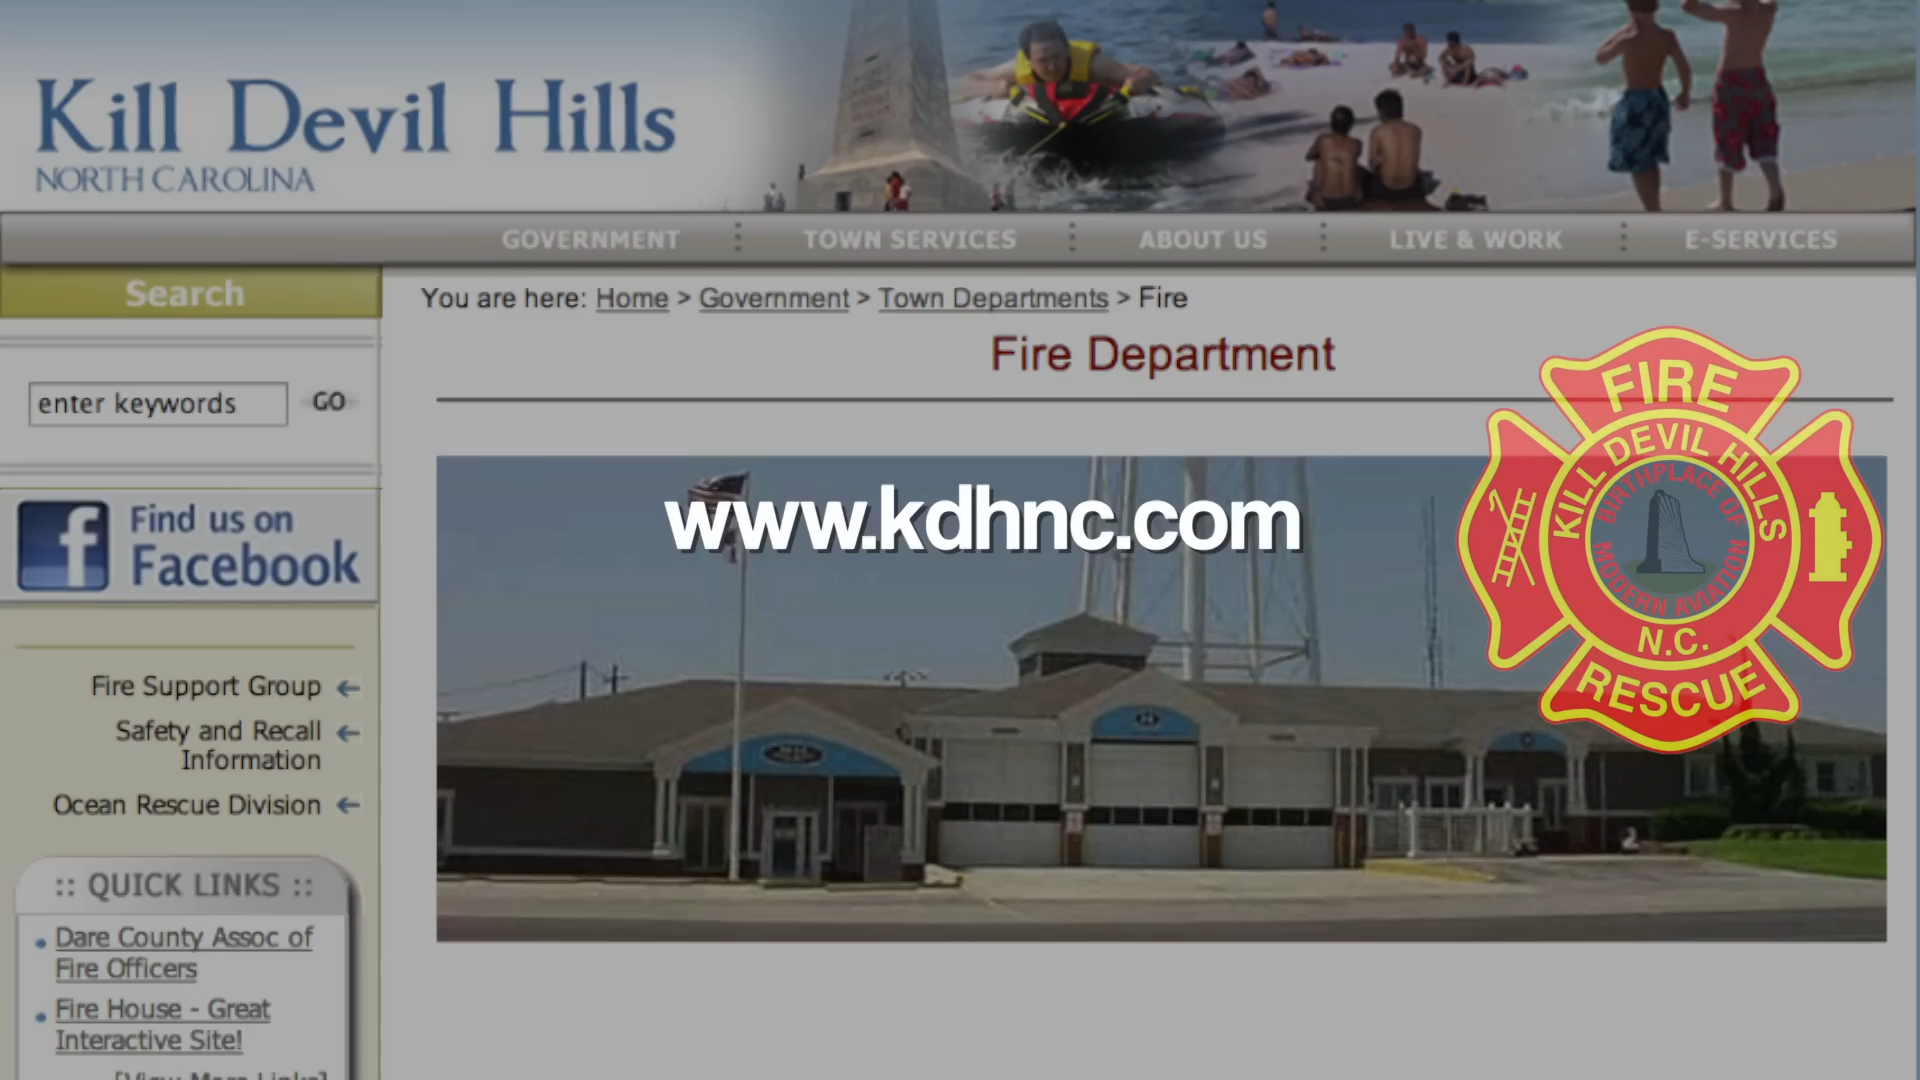 Kill Devil Hills
NORTH CAROLINA
GOVERNMENT
TOWN SERVICES
ABOUT US
LIVE & WORK
E-SERVICES
Search
enter keywords
GO
Find us on
Facebook
Fire Support Group
Safety and Recall
Information
Ocean Rescue Division
:: QUICK LINKS ::
Dare County Assoc of
Fire Officers
Fire House - Great
Interactive Site!
[View More Links]
You are here: Home > Government > Town Departments > Fire
Fire Department
www.kdhnc.com
FIRE
KILL DEVIL HILLS
BIRTHPLACE OF
MODERN AVIATION
N.C.
RESCUE